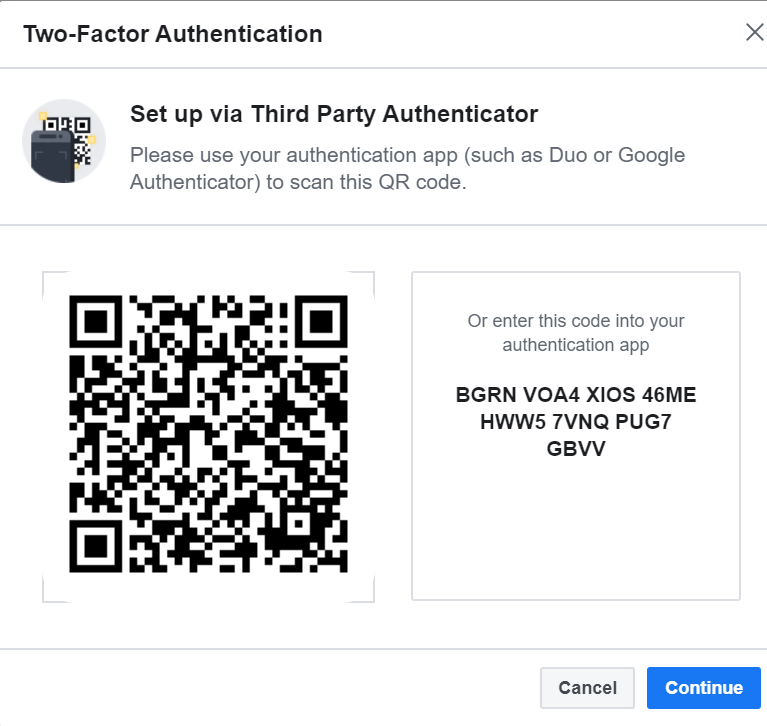 Two-Factor Authentication
Set up via Third Party Authenticator
Please use your authentication app (such as Duo or Google
Authenticator) to scan this QR code.
Or enter this code into your
authentication app
BGRN VOA4 XIOS 46ME
HWW5 7VNQ PUG7
GBVV
Cancel
Continue